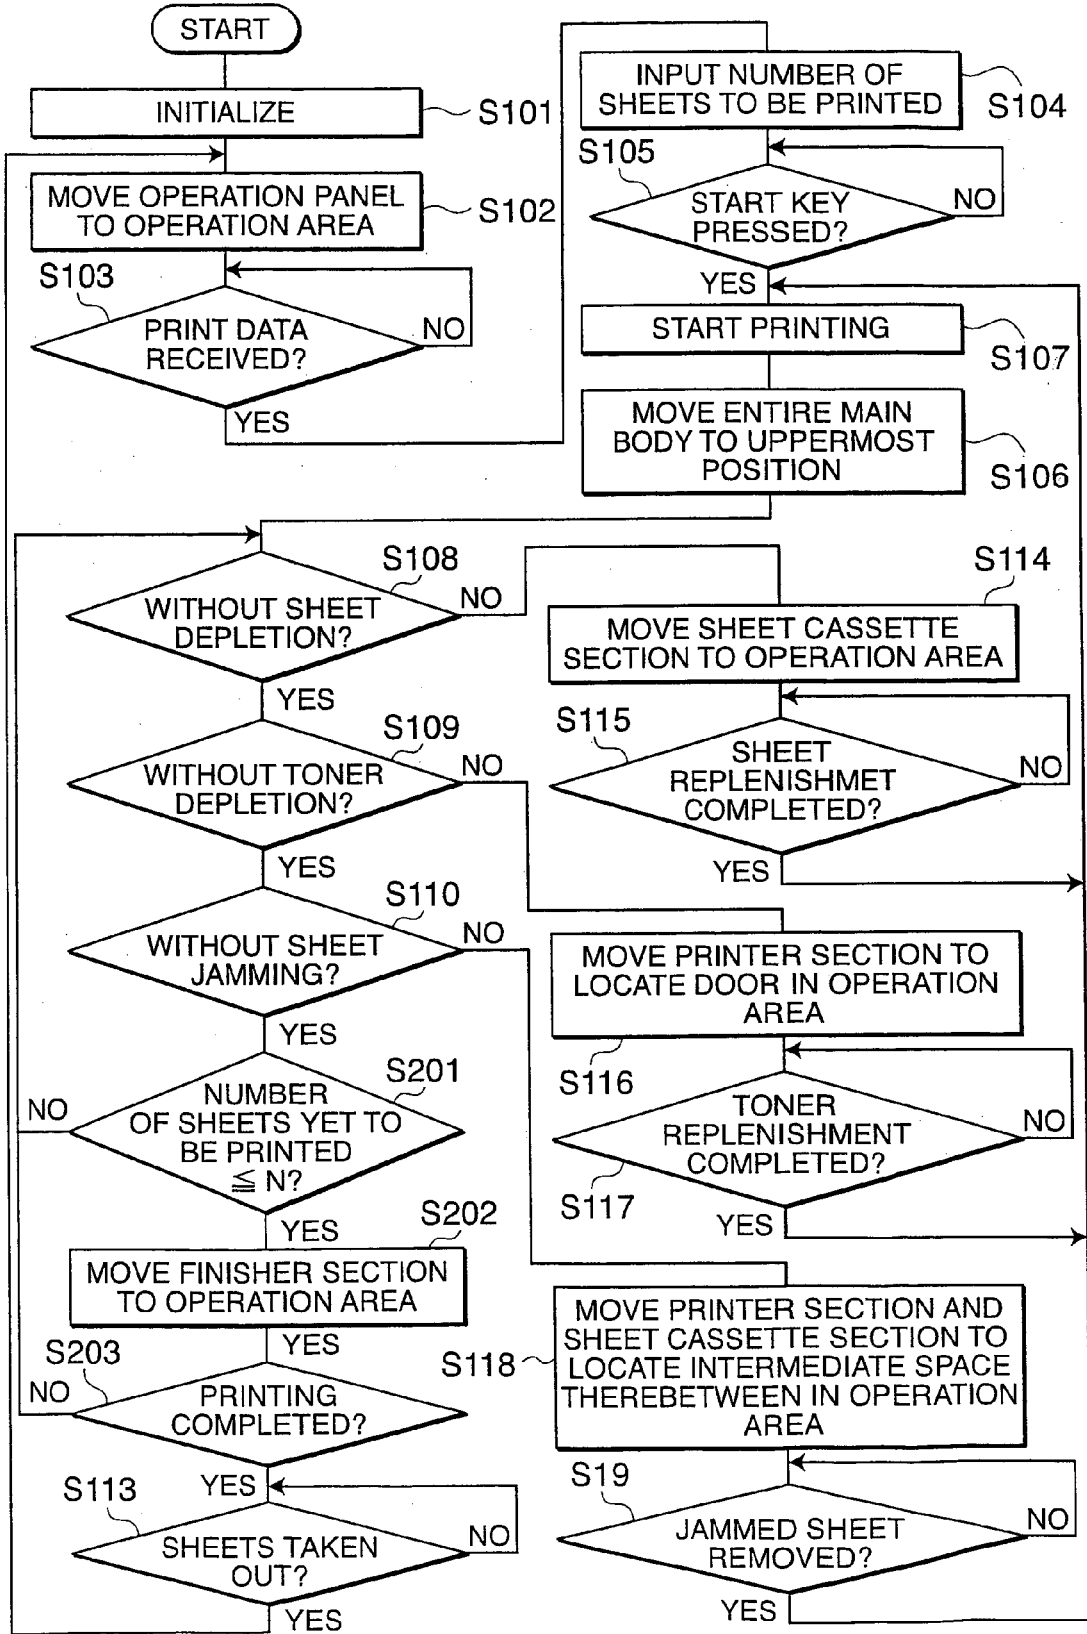 START
INITIALIZE
S101
MOVE OPERATION PANEL
TO OPERATION AREA
S102
S103
PRINT DATA
RECEIVED?
NO
YES
INPUT NUMBER OF
SHEETS TO BE PRINTED
S104
S105
START KEY
PRESSED?
NO
YES
START PRINTING
S107
MOVE ENTIRE MAIN
BODY TO UPPERMOST
POSITION
S106
S108
WITHOUT SHEET
DEPLETION?
NO
YES
S114
MOVE SHEET CASSETTE
SECTION TO OPERATION AREA
S115
SHEET
REPLENISHMET
COMPLETED?
NO
YES
S109
WITHOUT TONER
DEPLETION?
NO
YES
S110
WITHOUT SHEET
JAMMING?
NO
YES
MOVE PRINTER SECTION TO
LOCATE DOOR IN OPERATION
AREA
S116
TONER
REPLENISHMENT
COMPLETED?
NO
S117
YES
S201
NUMBER
OF SHEETS YET TO
BE PRINTED
≦ N?
NO
YES
S202
MOVE FINISHER SECTION
TO OPERATION AREA
YES
S203
PRINTING
COMPLETED?
NO
YES
S113
SHEETS TAKEN
OUT?
NO
YES
MOVE PRINTER SECTION AND
SHEET CASSETTE SECTION TO
LOCATE INTERMEDIATE SPACE
THEREBETWEEN IN OPERATION
AREA
S118
S19
JAMMED SHEET
REMOVED?
NO
YES